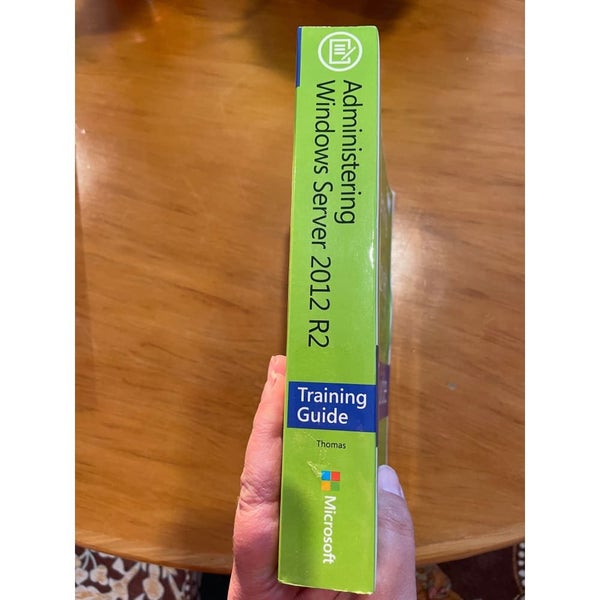 Administering
Windows Server 2012 R2
Training
Guide
Thomas
Microsoft